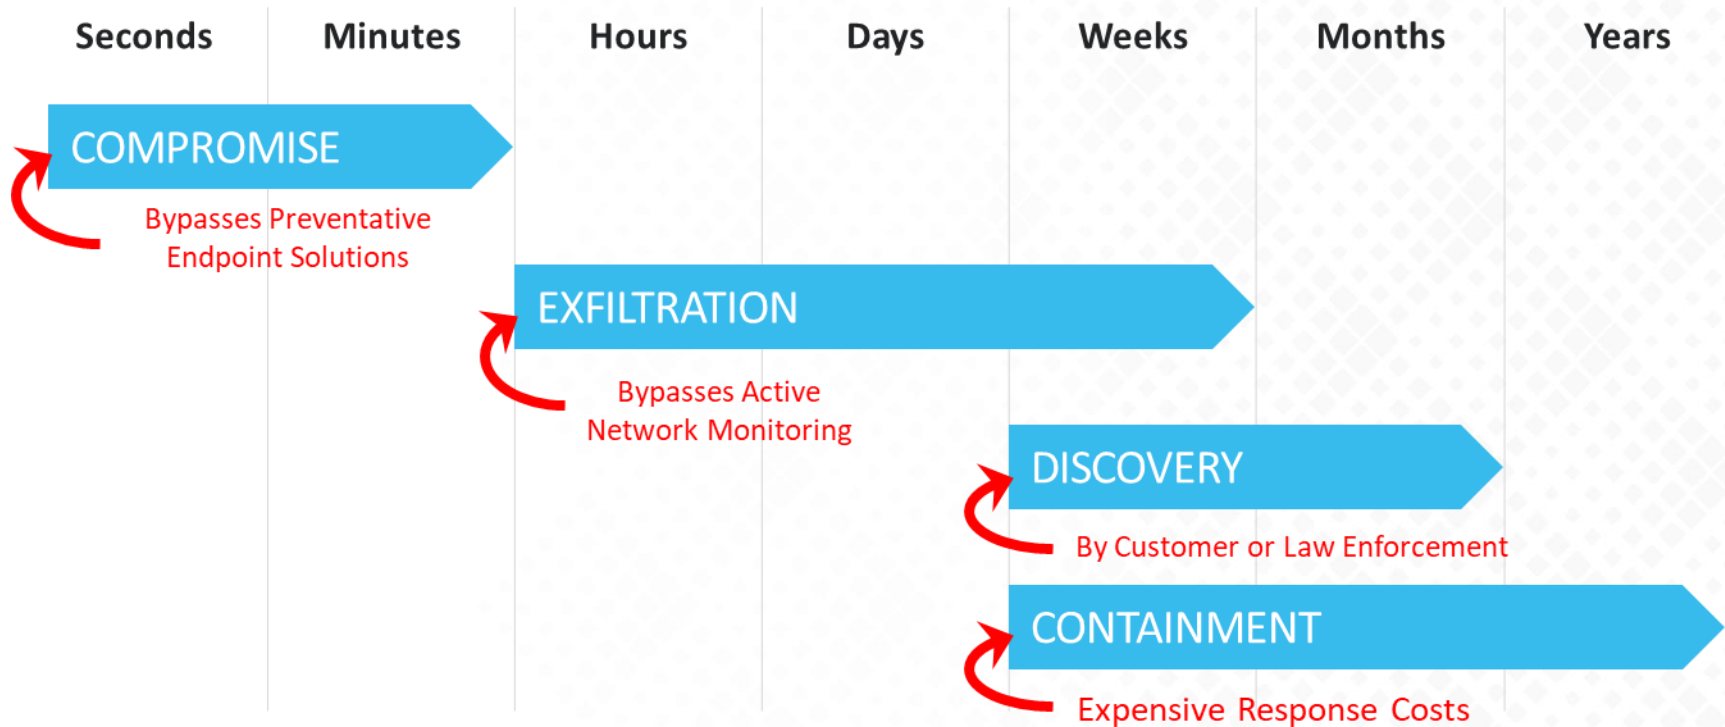 Seconds Minutes Hours Days Weeks Months Years
COMPROMISE
Bypasses Preventative
Endpoint Solutions
EXFILTRATION
Bypasses Active
Network Monitoring
DISCOVERY
By Customer or Law Enforcement
CONTAINMENT
Expensive Response Costs